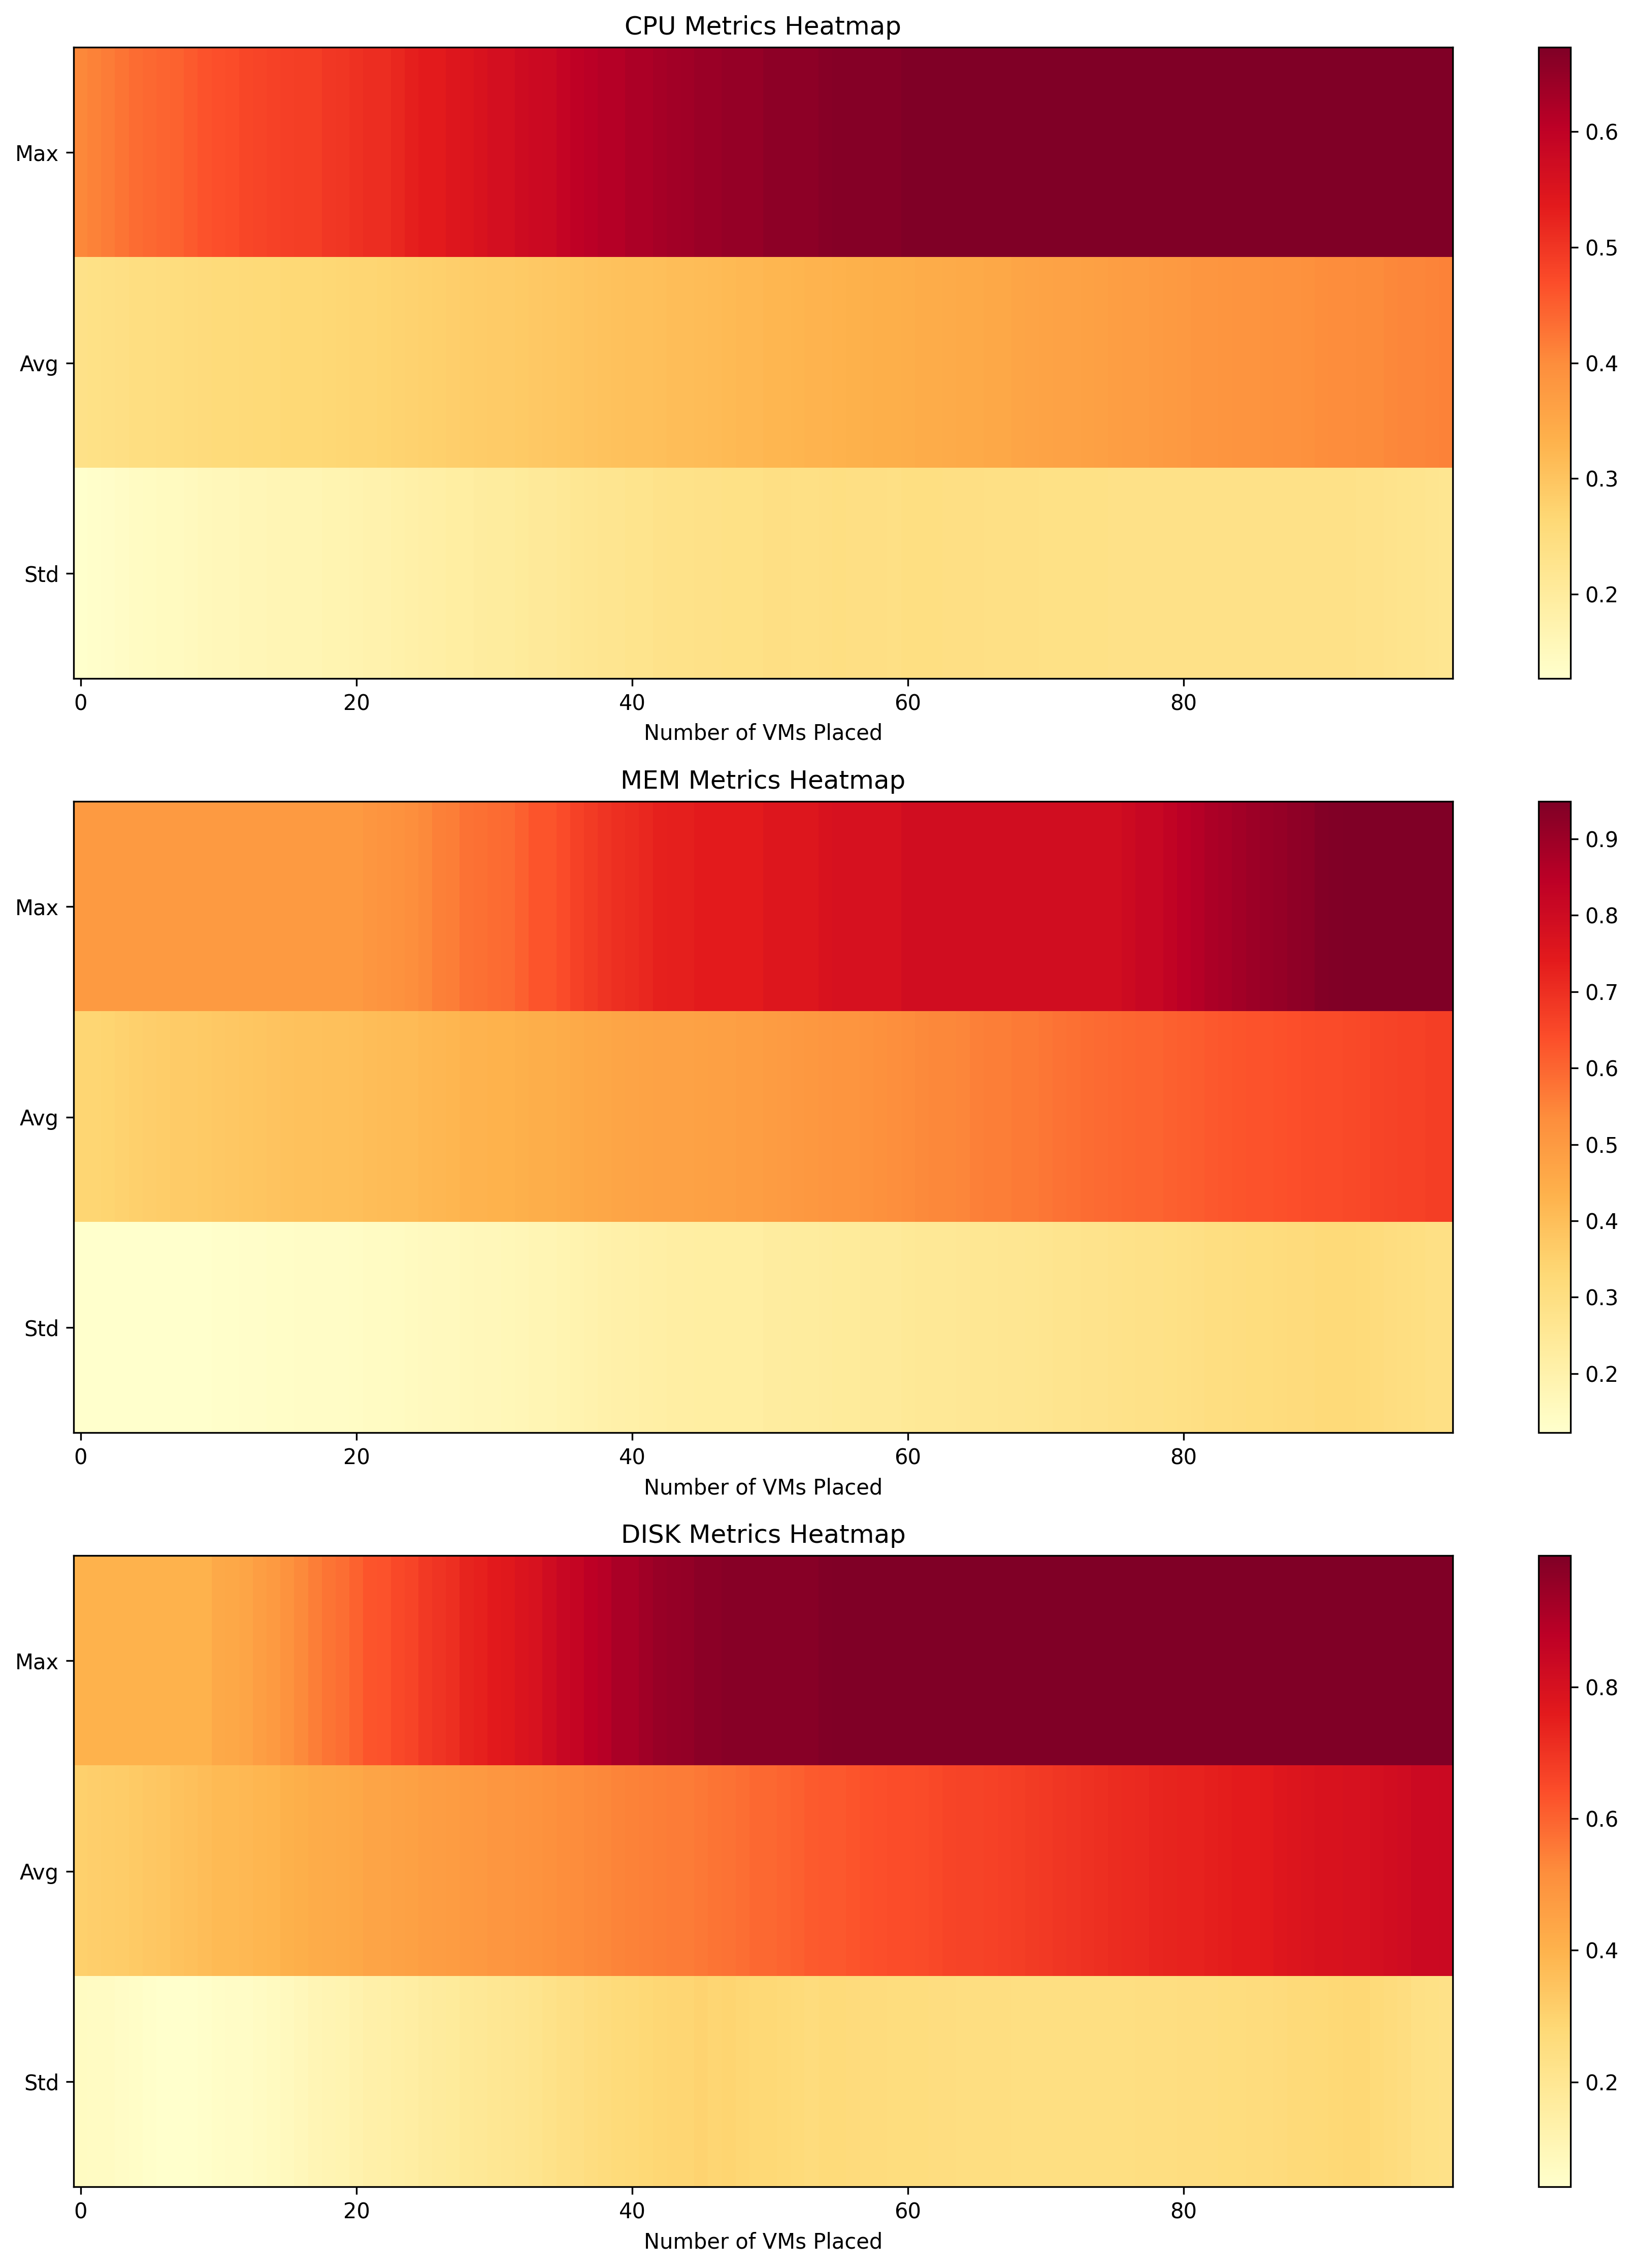 CPU Metrics Heatmap
Max
Avg
Std
0 20 40 60 80
Number of VMs Placed
0.6
0.5
0.4
0.3
0.2
MEM Metrics Heatmap
Max
Avg
Std
0 20 40 60 80
Number of VMs Placed
0.9
0.8
0.7
0.6
0.5
0.4
0.3
0.2
DISK Metrics Heatmap
Max
Avg
Std
0 20 40 60 80
Number of VMs Placed
0.8
0.6
0.4
0.2